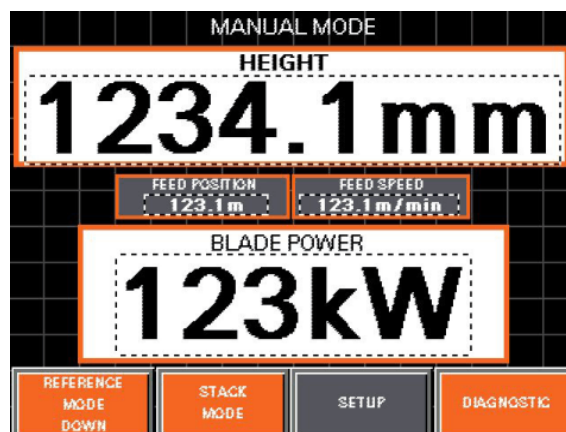 MANUAL MODE
HEIGHT
1234.1mm
FEED POSITION
123.1m
FEED SPEED
123.1m/min
BLADE POWER
123kW
REFERENCE
MODE
DOWN
STACK
MODE
SETUP
DIAGNOSTIC